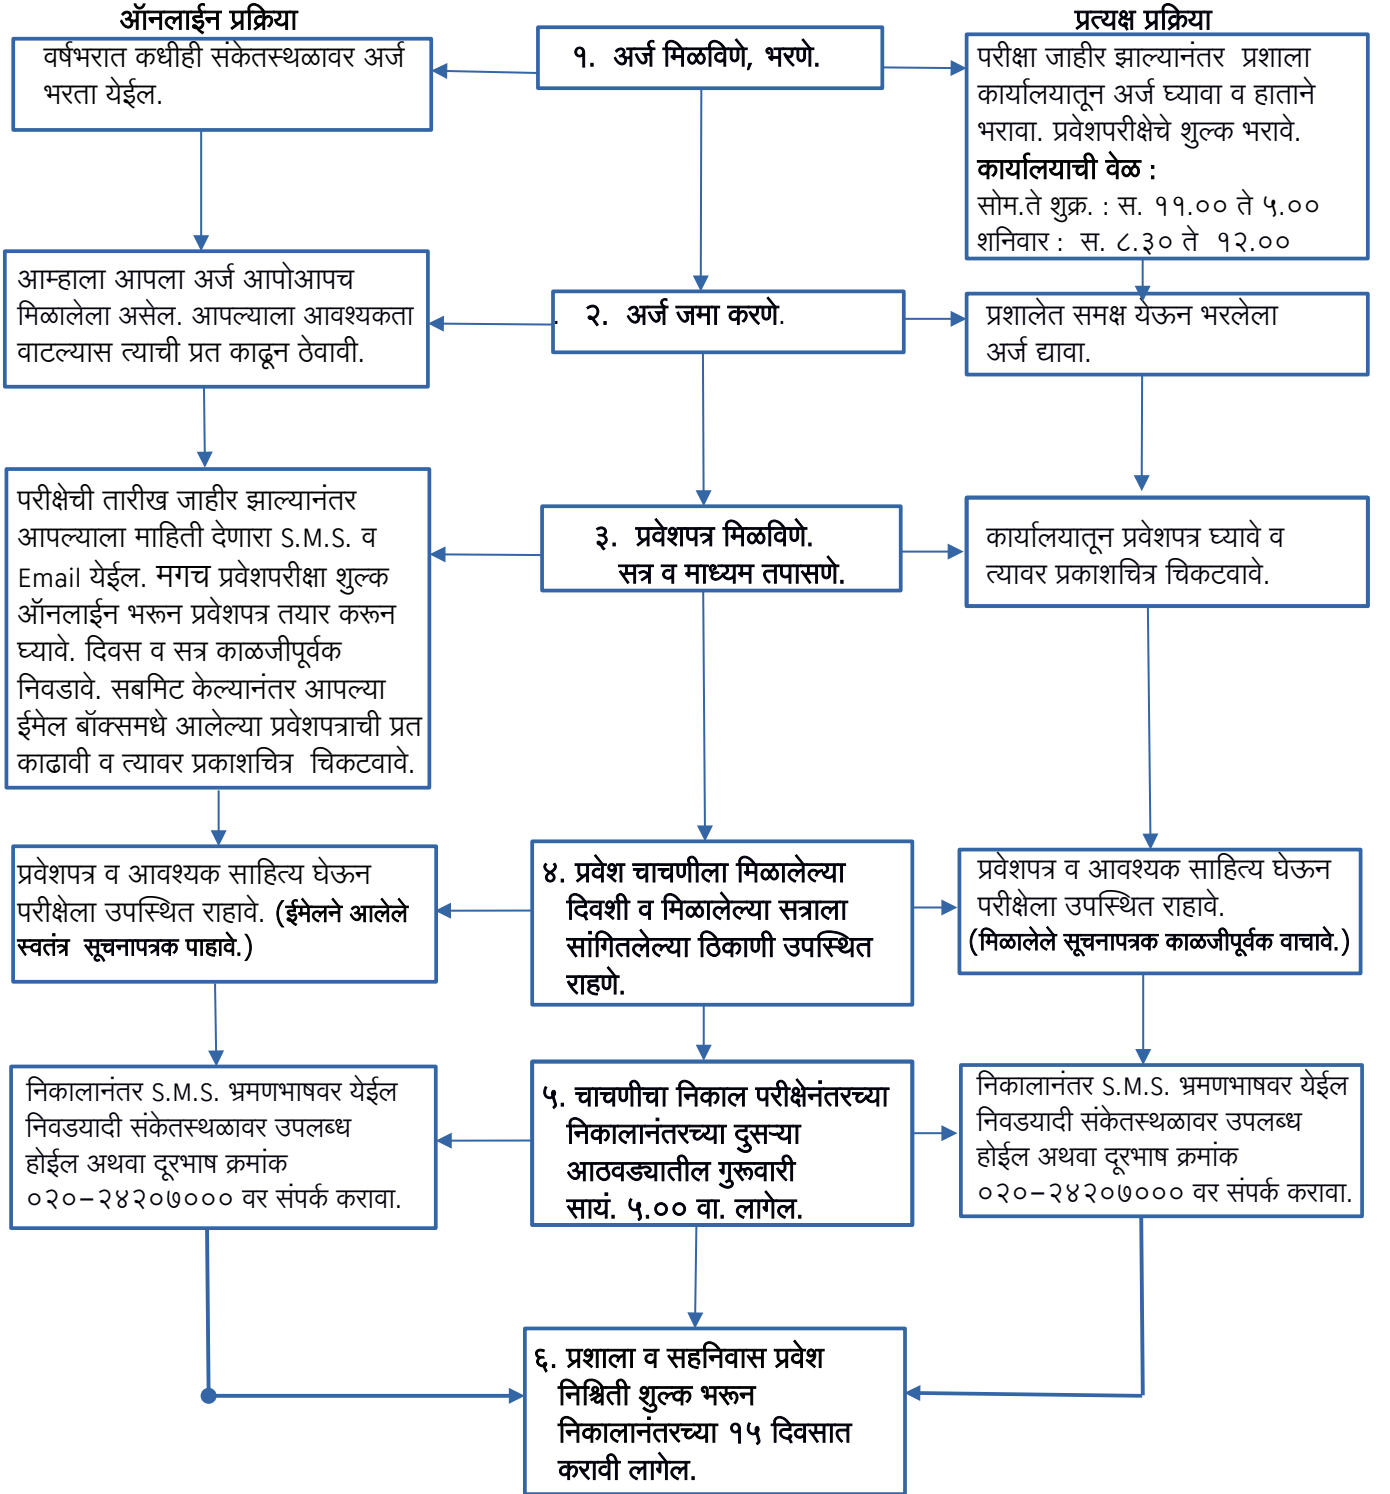 ऑनलाईन प्रक्रिया
प्रत्यक्ष प्रक्रिया
१. अर्ज मिळविणे, भरणे.
वर्षभरात कधीही संकेतस्थळावर अर्ज
भरता येईल.
परीक्षा जाहीर झाल्यानंतर प्रशाला
कार्यालयातून अर्ज घ्यावा व हाताने
भरावा. प्रवेशपरीक्षेचे शुल्क भरावे.
कार्यालयाची वेळ :
सोम.ते शुक्र. : स. ११.०० ते ५.००
शनिवार : स. ८.३० ते १२.००
. २. अर्ज जमा करणे.
आम्हाला आपला अर्ज आपोआपच
मिळालेला असेल. आपल्याला आवश्यकता
वाटल्यास त्याची प्रत काढून ठेवावी.
प्रशालेत समक्ष येऊन भरलेला
अर्ज द्यावा.
३. प्रवेशपत्र मिळविणे.
सत्र व माध्यम तपासणे.
परीक्षेची तारीख जाहीर झाल्यानंतर
आपल्याला माहिती देणारा S.M.S. व
Email येईल. मगच प्रवेशपरीक्षा शुल्क
ऑनलाईन भरून प्रवेशपत्र तयार करून
घ्यावे. दिवस व सत्र काळजीपूर्वक
निवडावे. सबमिट केल्यानंतर आपल्या
ईमेल बॉक्समधे आलेल्या प्रवेशपत्राची प्रत
काढावी व त्यावर प्रकाशचित्र चिकटवावे.
कार्यालयातून प्रवेशपत्र घ्यावे व
त्यावर प्रकाशचित्र चिकटवावे.
४. प्रवेश चाचणीला मिळालेल्या
दिवशी व मिळालेल्या सत्राला
सांगितलेल्या ठिकाणी उपस्थित
राहणे.
प्रवेशपत्र व आवश्यक साहित्य घेऊन
परीक्षेला उपस्थित राहावे. (ईमेलने आलेले
स्वतंत्र सूचनापत्रक पाहावे.)
प्रवेशपत्र व आवश्यक साहित्य घेऊन
परीक्षेला उपस्थित राहावे.
(मिळालेले सूचनापत्रक काळजीपूर्वक वाचावे.)
५. चाचणीचा निकाल परीक्षेनंतरच्या
निकालानंतरच्या दुसऱ्या
आठवड्यातील गुरूवारी
सायं. ५.०० वा. लागेल.
निकालानंतर S.M.S. भ्रमणभाषवर येईल
निवडयादी संकेतस्थळावर उपलब्ध
होईल अथवा दूरभाष क्रमांक
०२०-२४२०७००० वर संपर्क करावा.
निकालानंतर S.M.S. भ्रमणभाषवर येईल
निवडयादी संकेतस्थळावर उपलब्ध
होईल अथवा दूरभाष क्रमांक
०२०-२४२०७००० वर संपर्क करावा.
६. प्रशाला व सहनिवास प्रवेश
निश्चिती शुल्क भरून
निकालानंतरच्या १५ दिवसात
करावी लागेल.